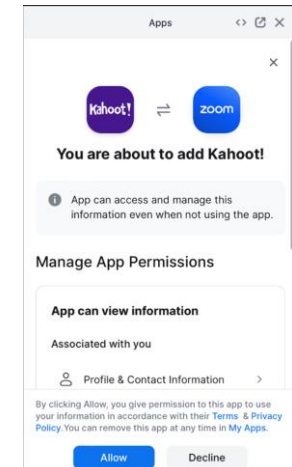 Apps
Kahoot!
zoom
You are about to add Kahoot!
App can access and manage this
information even when not using the app.
Manage App Permissions
App can view information
Associated with you
Profile & Contact Information
By clicking Allow, you give permission to this app to use
your information in accordance with their Terms & Privacy
Policy.You can remove this app at any time in My Apps.
Allow
Decline